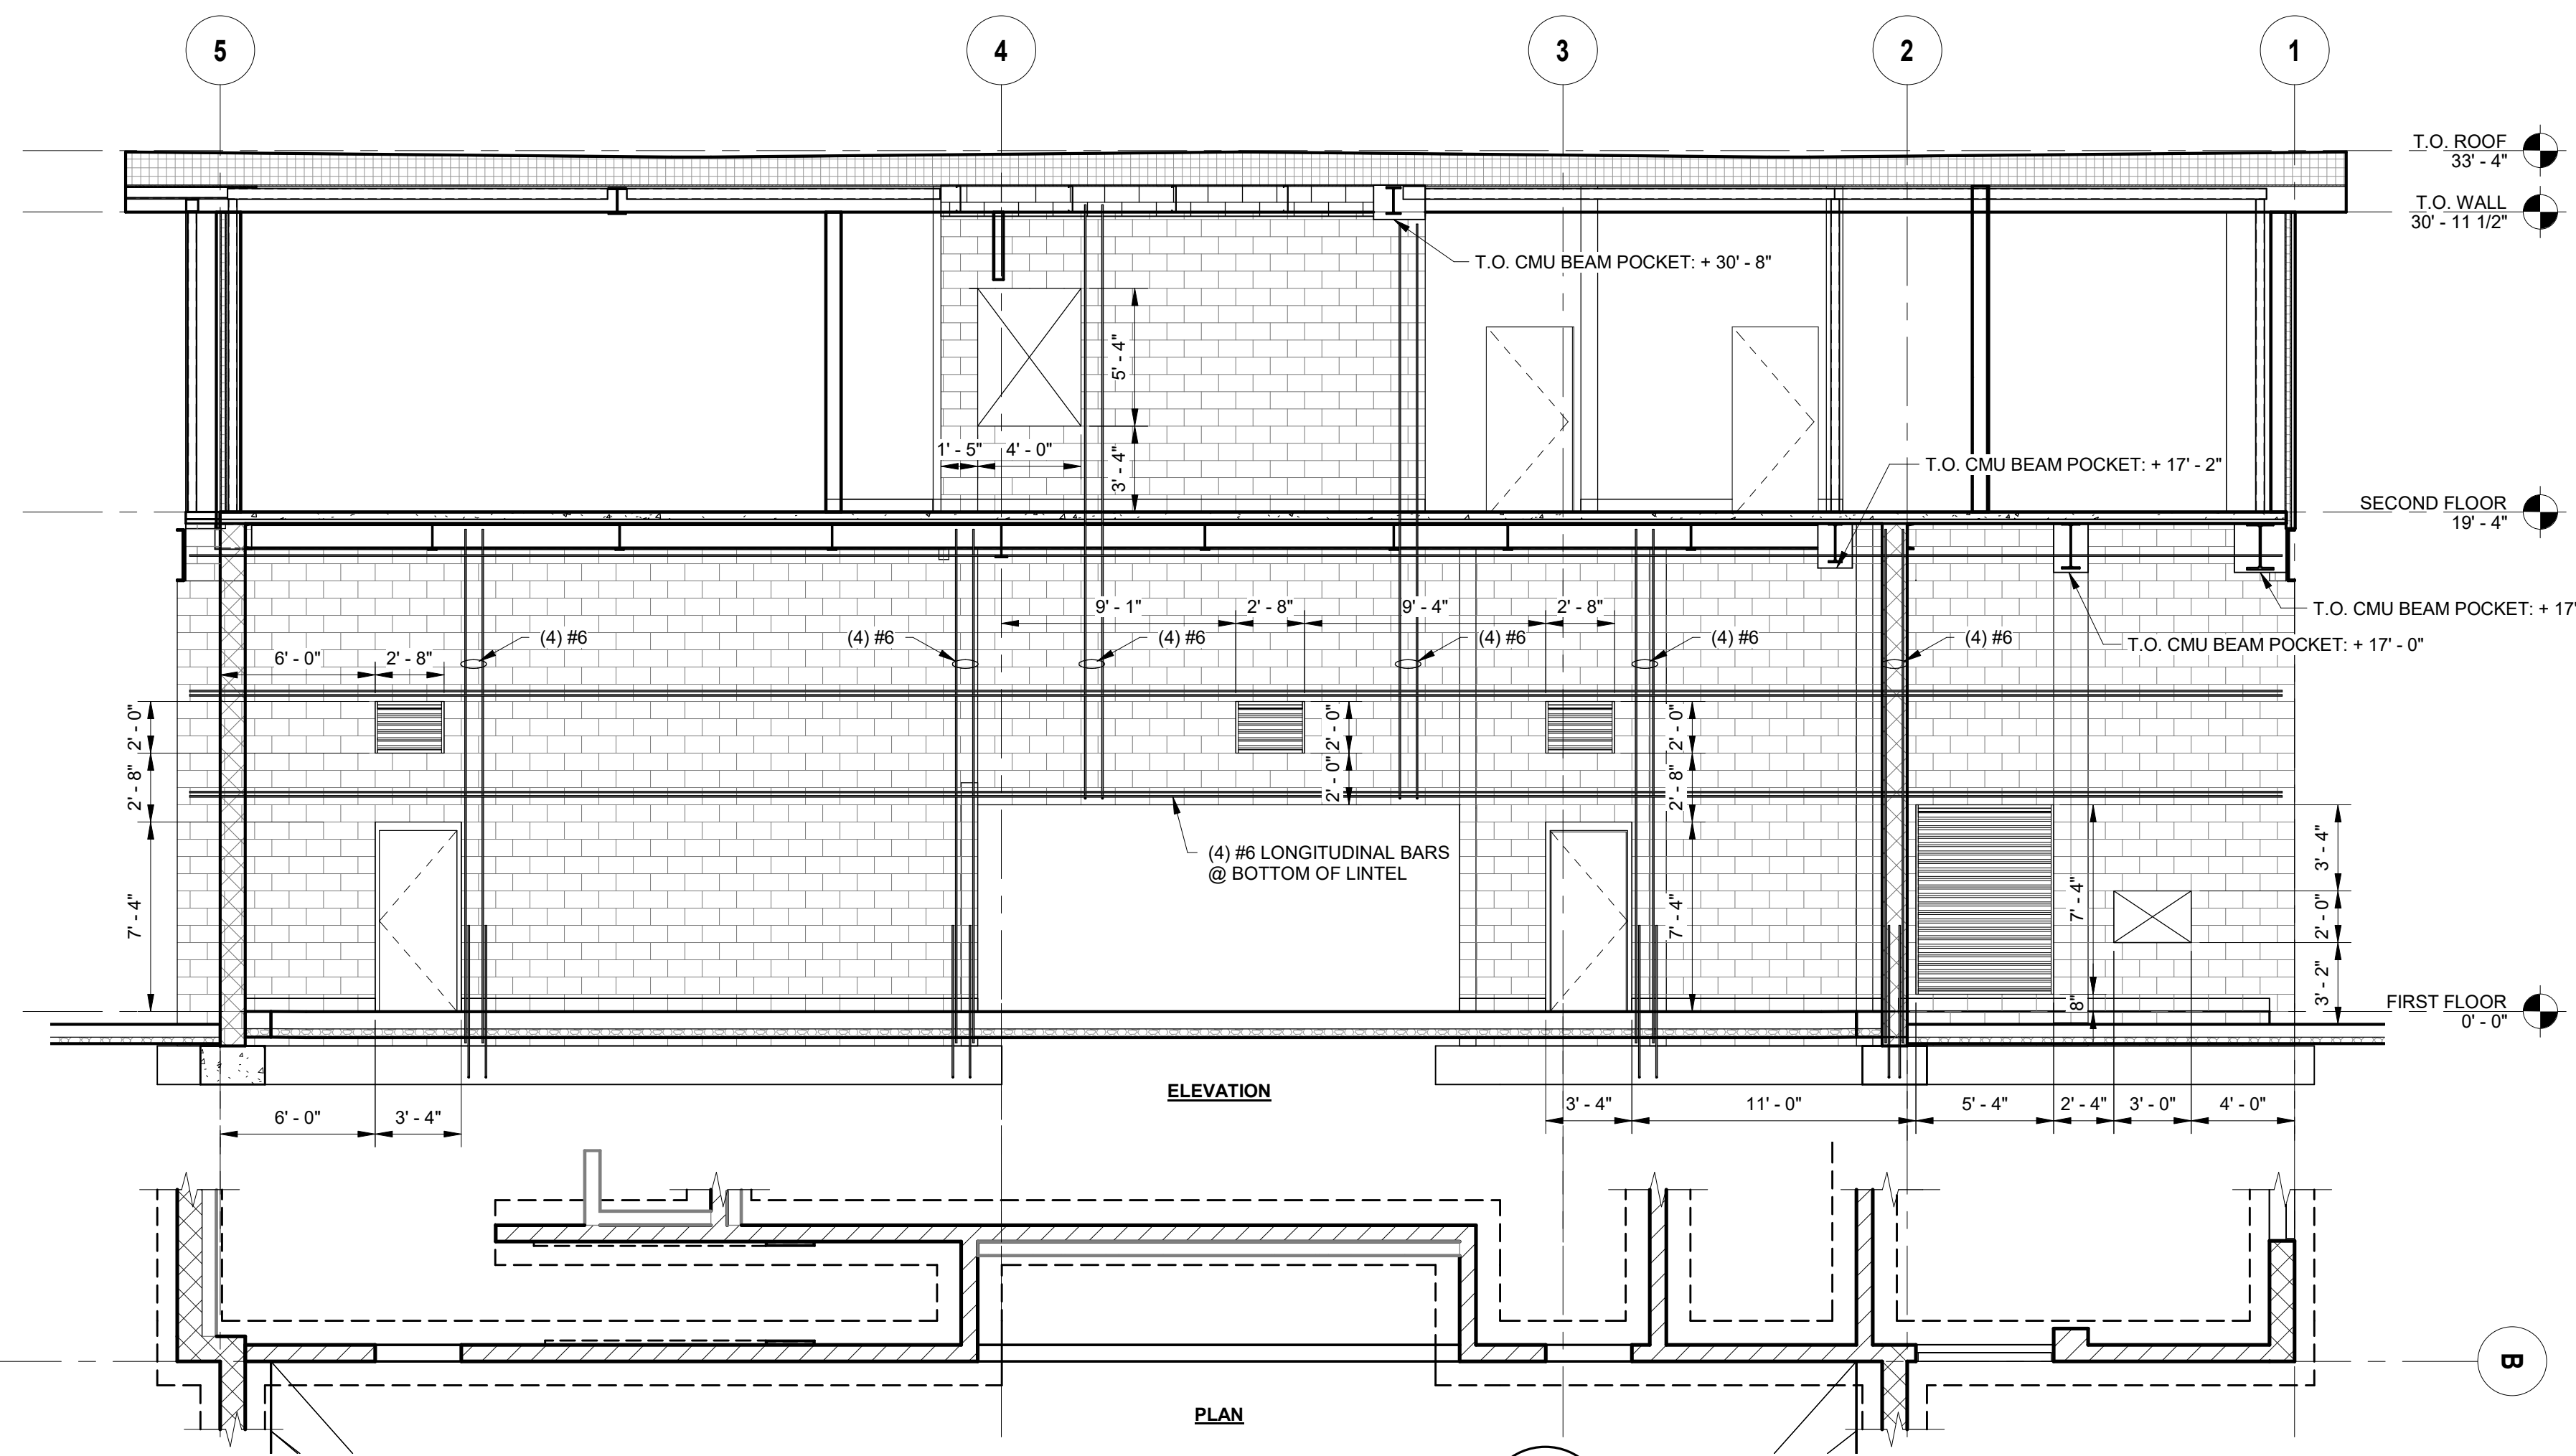 5
4
3
2
1
T.O. ROOF
33' - 4"
T.O. WALL
30' - 11 1/2"
T.O. CMU BEAM POCKET: + 30' - 8"
5' - 4"
1' - 5"
4' - 0"
3' - 4"
T.O. CMU BEAM POCKET: + 17' - 2"
SECOND FLOOR
19' - 4"
9' - 1"
2' - 8"
9' - 4"
2' - 8"
T.O. CMU BEAM POCKET: + 17'
(4) #6
(4) #6
(4) #6
(4) #6
(4) #6
(4) #6
T.O. CMU BEAM POCKET: + 17' - 0"
6' - 0"
2' - 8"
2' - 0"
2' - 0"
2' - 0"
2' - 8"
2' - 0"
2' - 8"
(4) #6 LONGITUDINAL BARS
@ BOTTOM OF LINTEL
3' - 4"
7' - 4"
7' - 4"
7' - 4"
2' - 0"
3' - 2"
8"
FIRST FLOOR
0' - 0"
ELEVATION
6' - 0"
3' - 4"
3' - 4"
11' - 0"
5' - 4"
2' - 4"
3' - 0"
4' - 0"
B
PLAN